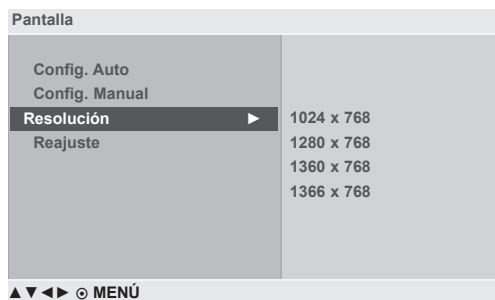 Pantalla
Config. Auto
Config. Manual
Resolución ►
Reajuste
1024 x 768
1280 x 768
1360 x 768
1366 x 768
▲▼◄► ⊙ MENÚ